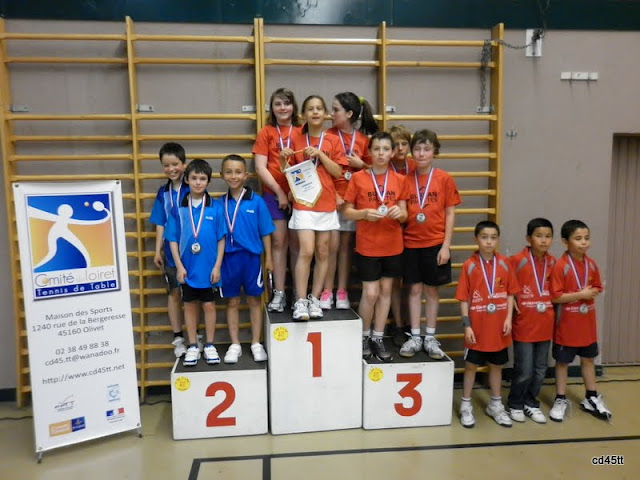 Comité du Loiret
Tennis de Table
Maison des Sports
1240 rue de la Bergeresse
45160 Olivet
02 38 49 88 38
cd45.tt@wanadoo.fr
http://www.cd45tt.net
2
1
3
cd45tt